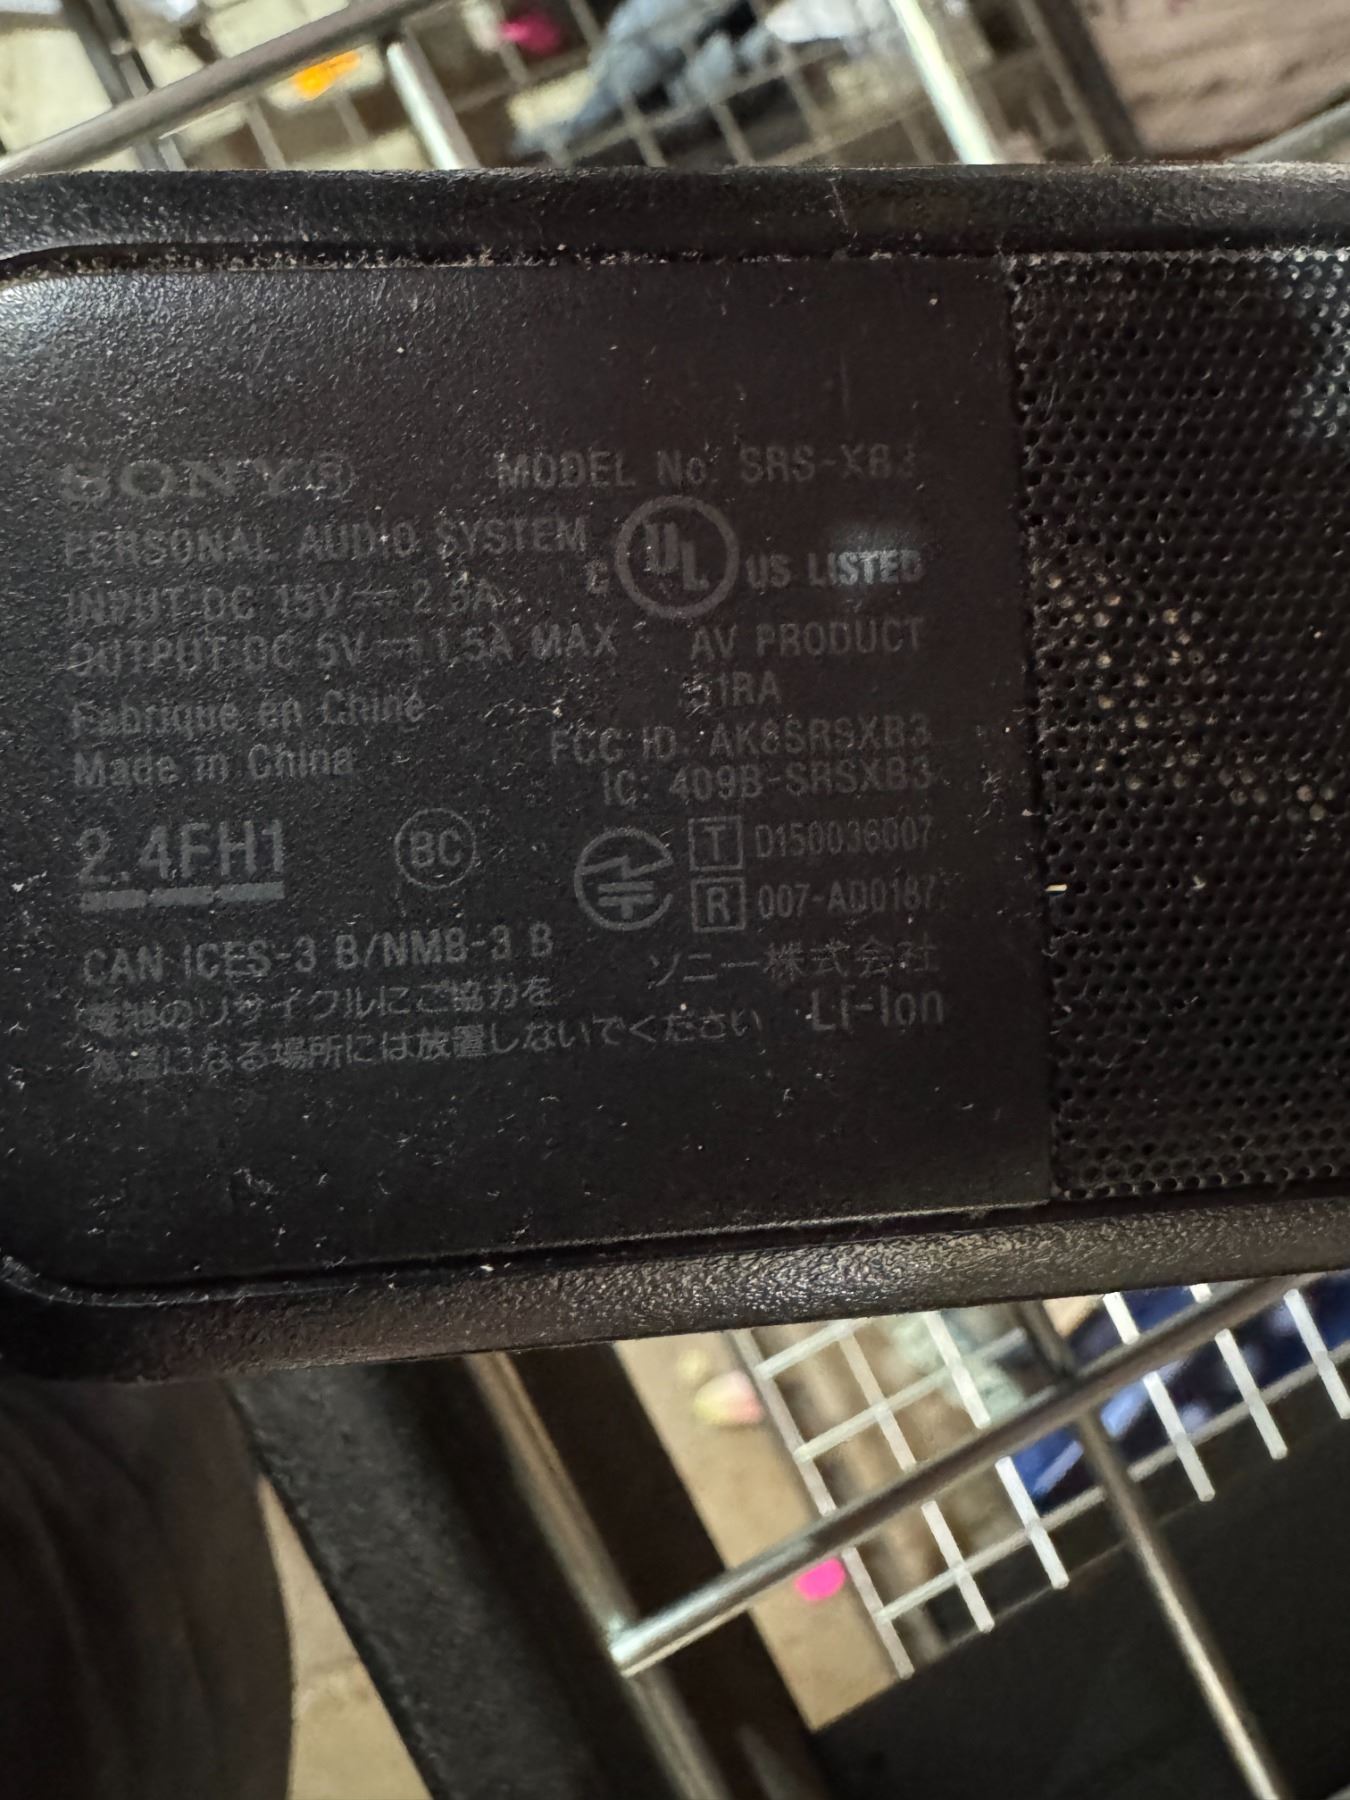 SONY®
MODEL No. SRS-XB3
PERSONAL AUDIO SYSTEM
INPUT DC 15V ⎓ 2.8A
OUTPUT DC 5V ⎓ 1.5A MAX
C UL US LISTED
AV PRODUCT
51RA
Fabriqué en Chine
Made in China
FCC ID: AK8SRSXB3
IC: 409B-SRSXB3
2.4FH1
BC
T D150036007
R 007-AD0187
CAN ICES-3 B/NMB-3 B
ソニー株式会社
電池のリサイクルにご協力を
高温になる場所には放置しないでください
Li-Ion